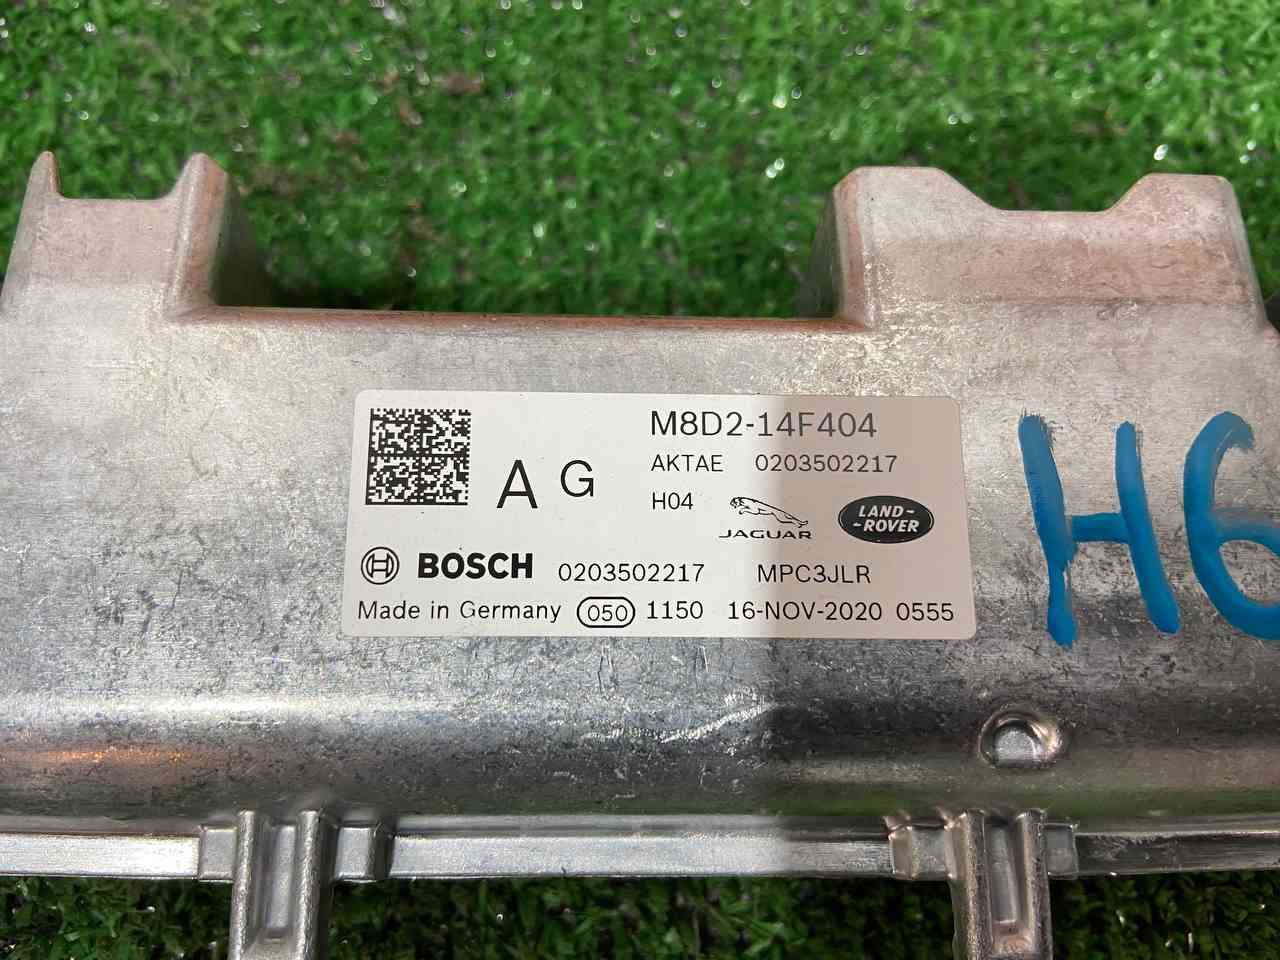 M8D2-14F404
AKTAE 0203502217
A G
H04
JAGUAR
LAND-
-ROVER
BOSCH 0203502217 MPC3JLR
Made in Germany 050 1150 16-NOV-2020 0555
H6